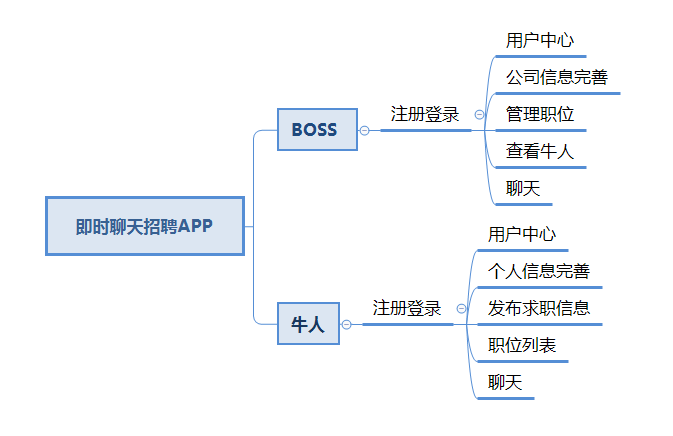 即时聊天招聘APP
BOSS
注册登录
用户中心
公司信息完善
管理职位
查看牛人
聊天
牛人
注册登录
用户中心
个人信息完善
发布求职信息
职位列表
聊天